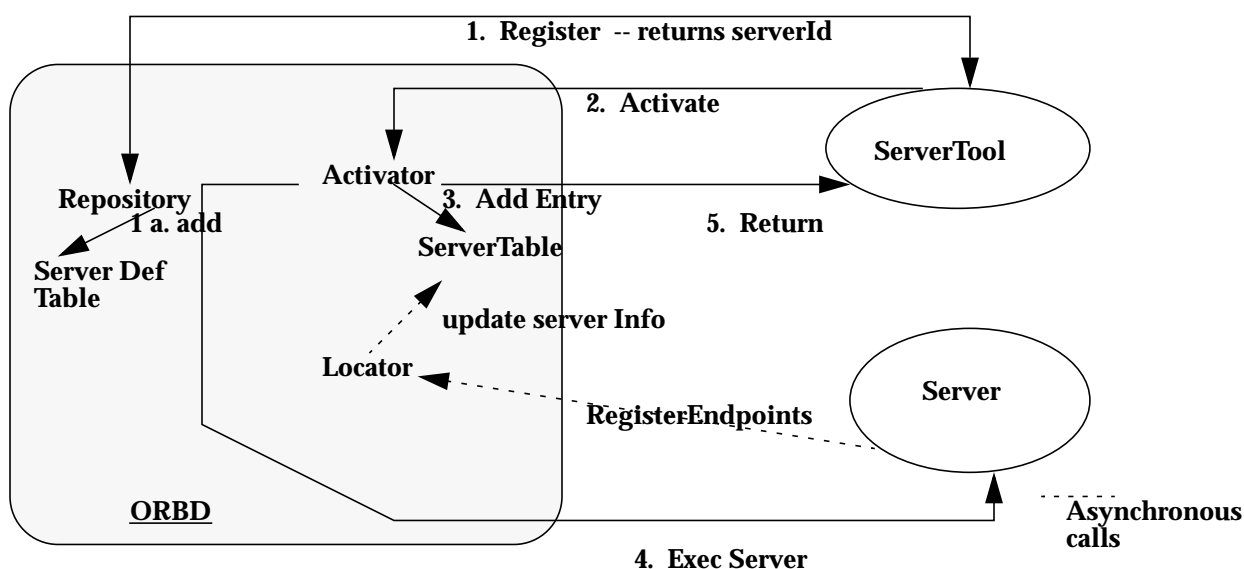 1. Register -- returns serverId
2. Activate
ServerTool
Activator
Repository
3. Add Entry
1 a. add
5. Return
ServerTable
Server Def
Table
update server Info
Locator
Server
RegisterEndpoints
ORBD
Asynchronous
calls
4. Exec Server